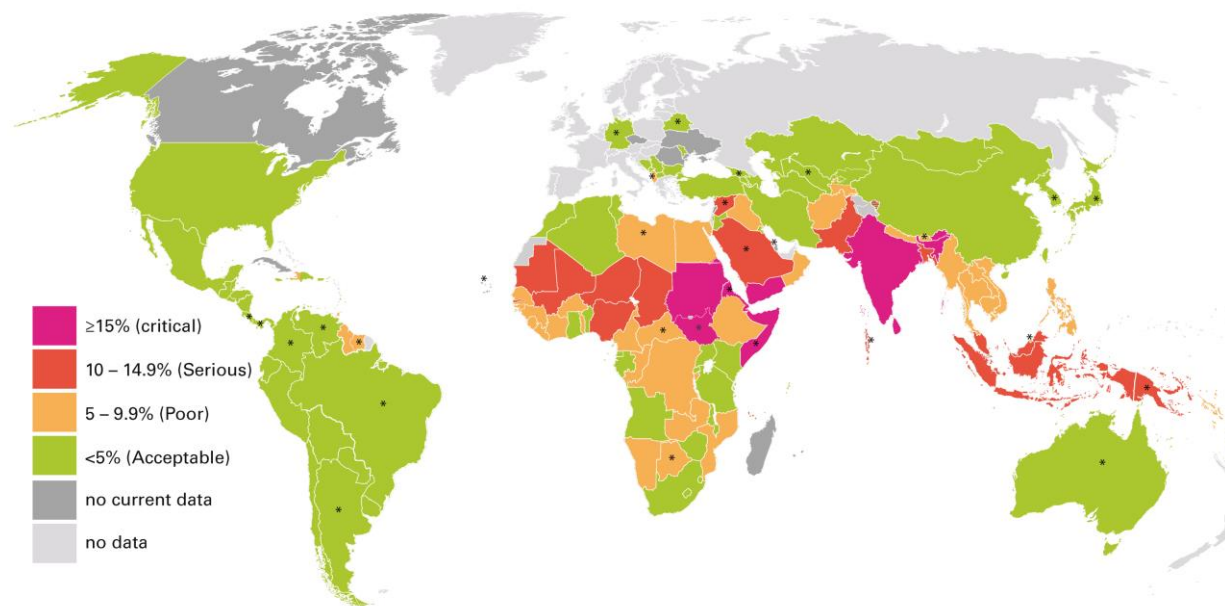 ≥15% (critical)
10 – 14.9% (Serious)
5 – 9.9% (Poor)
<5% (Acceptable)
no current data
no data